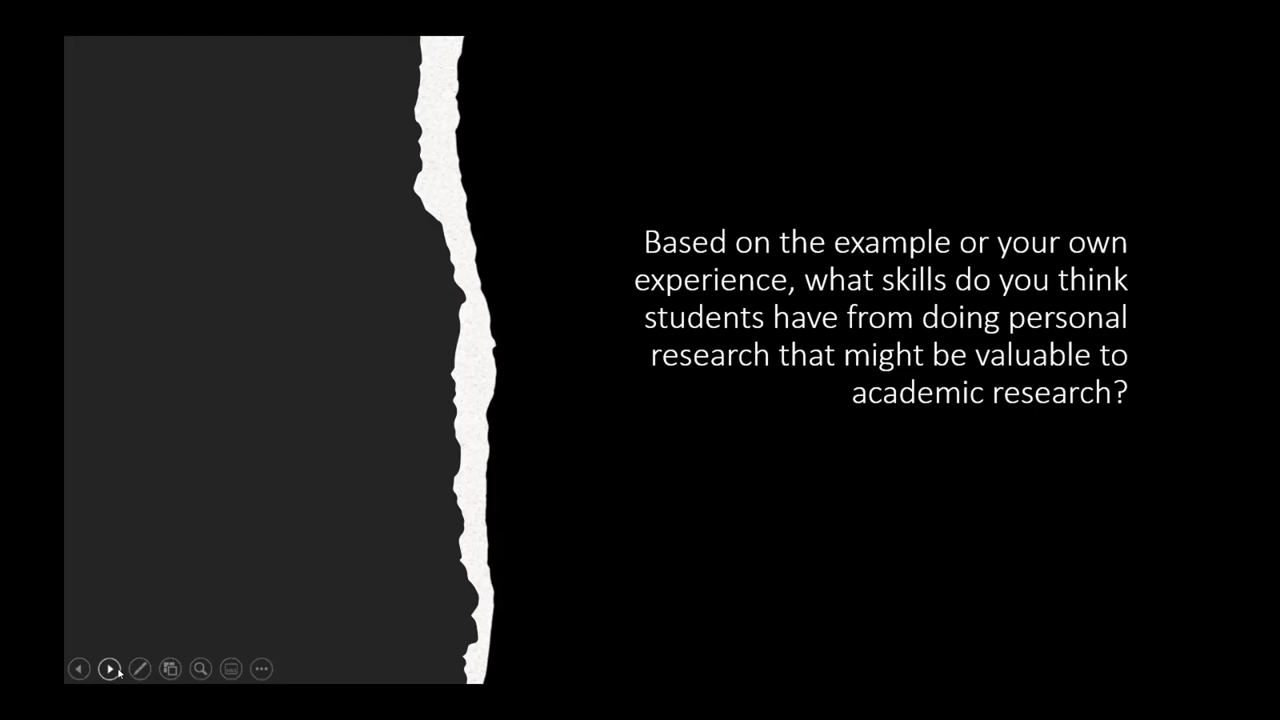 Based on the example or your own
experience, what skills do you think
students have from doing personal
research that might be valuable to
academic research?